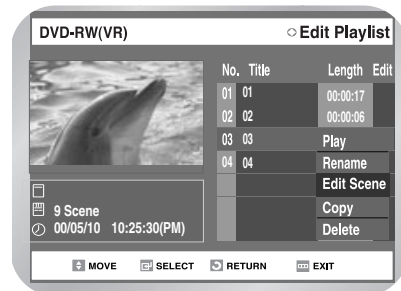 DVD-RW(VR) Edit Playlist
No. Title Length Edit
01 01 00:00:17
02 02 00:00:06
03 03 Play
04 04 Rename
Edit Scene
Copy
Delete
9 Scene
00/05/10 10:25:30(PM)
MOVE SELECT RETURN EXIT